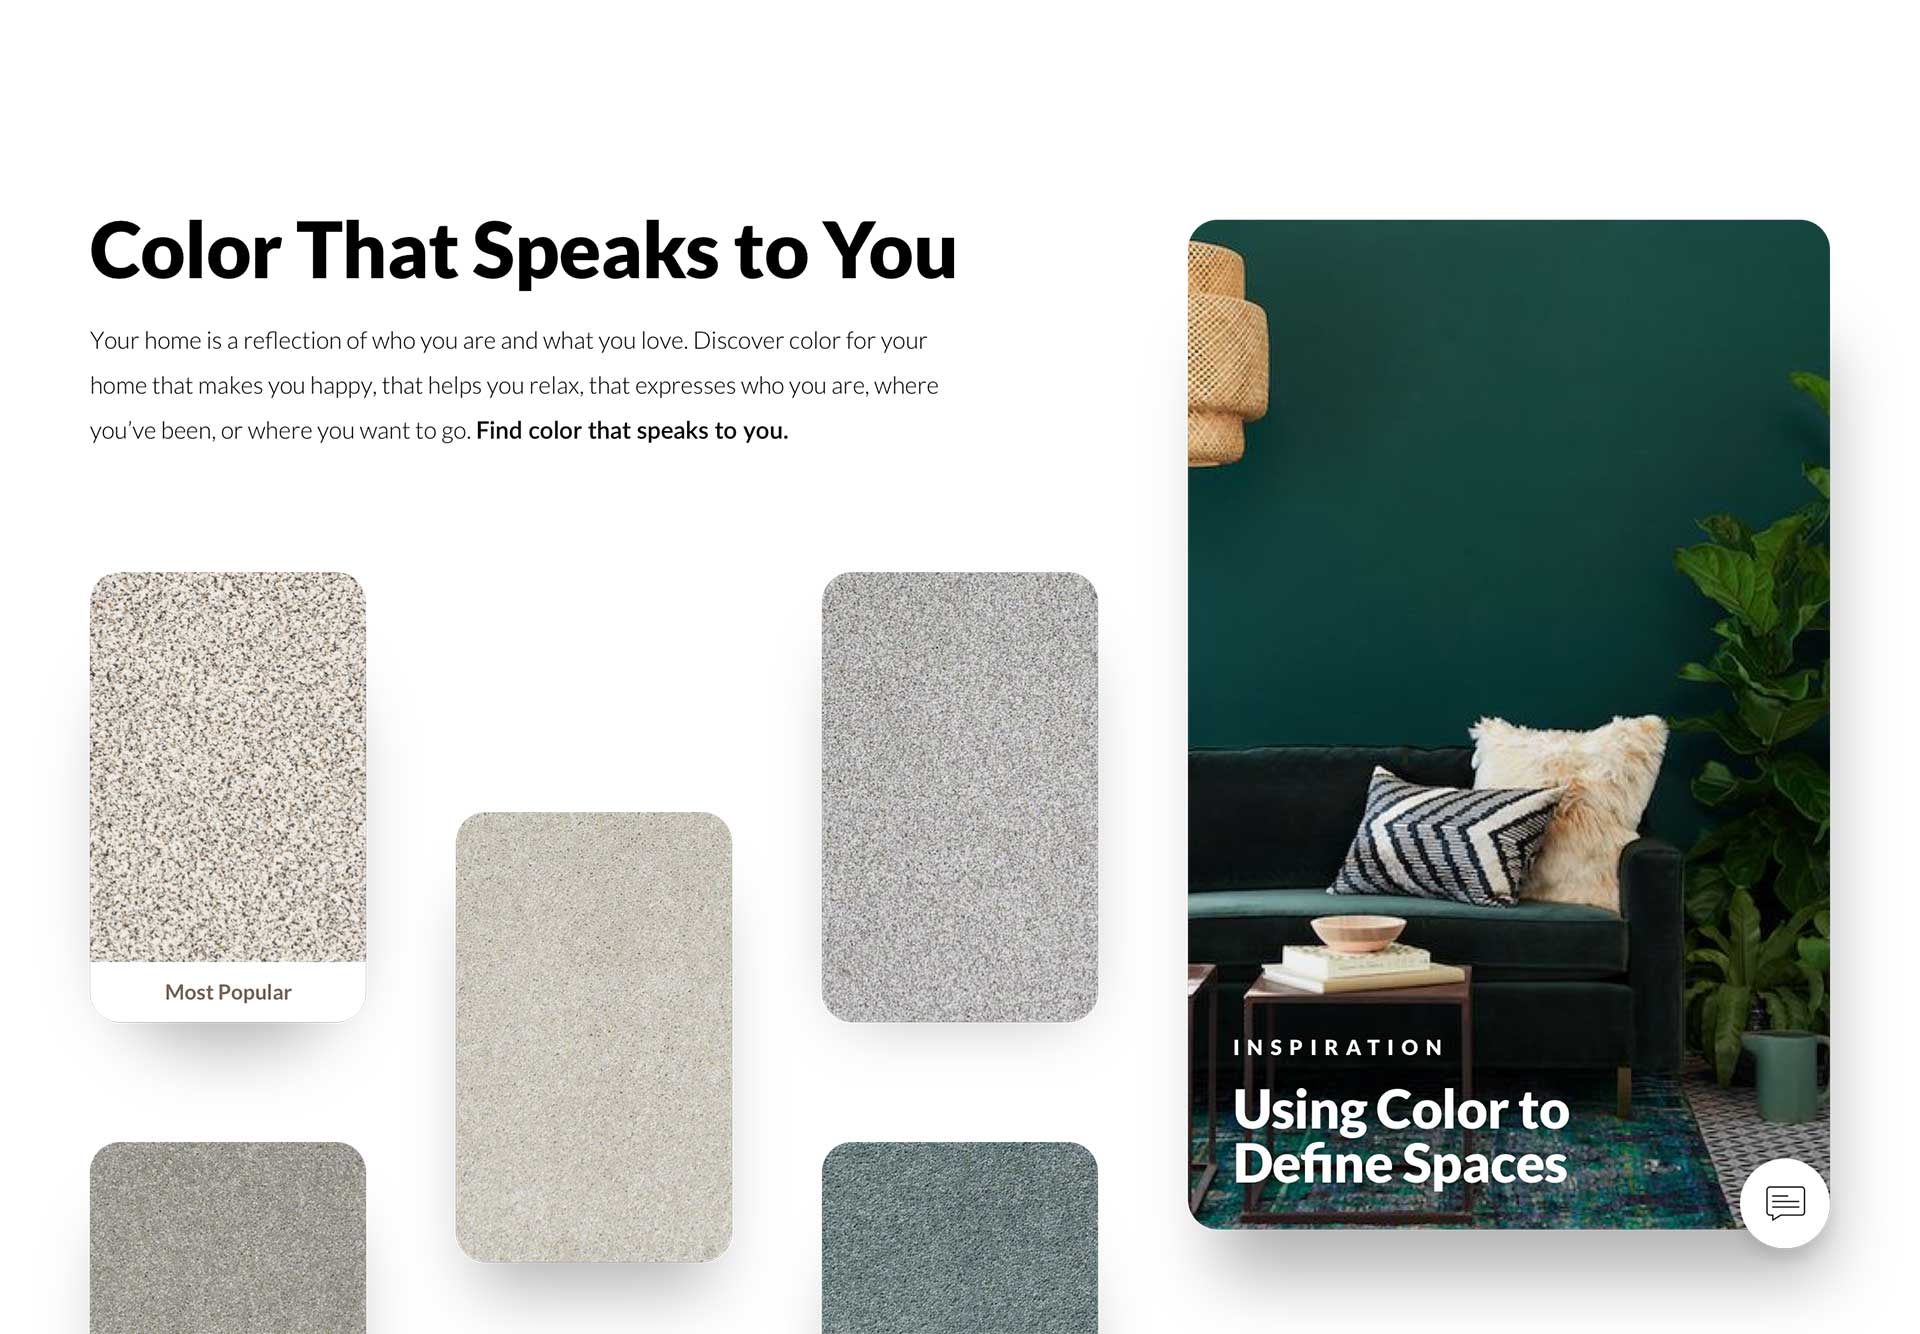 Color That Speaks to You
Your home is a reflection of who you are and what you love. Discover color for your
home that makes you happy, that helps you relax, that expresses who you are, where
you’ve been, or where you want to go. Find color that speaks to you.
Most Popular
INSPIRATION
Using Color to
Define Spaces